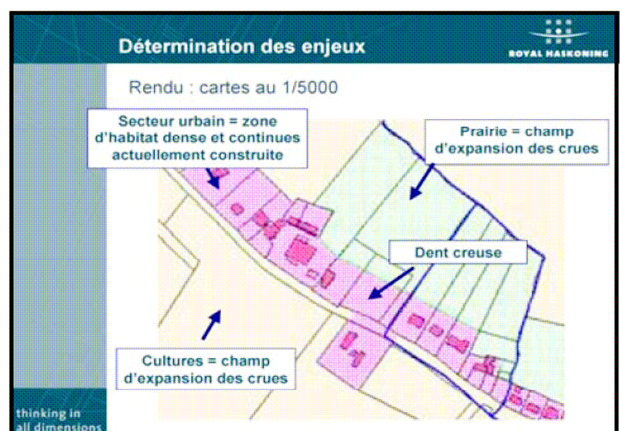 Détermination des enjeux
ROYAL HASKONING
Rendu : cartes au 1/5000
Secteur urbain = zone
d'habitat dense et continues
actuellement construite
Prairie = champ
d'expansion des crues
Dent creuse
Cultures = champ
d'expansion des crues
thinking in
all dimensions